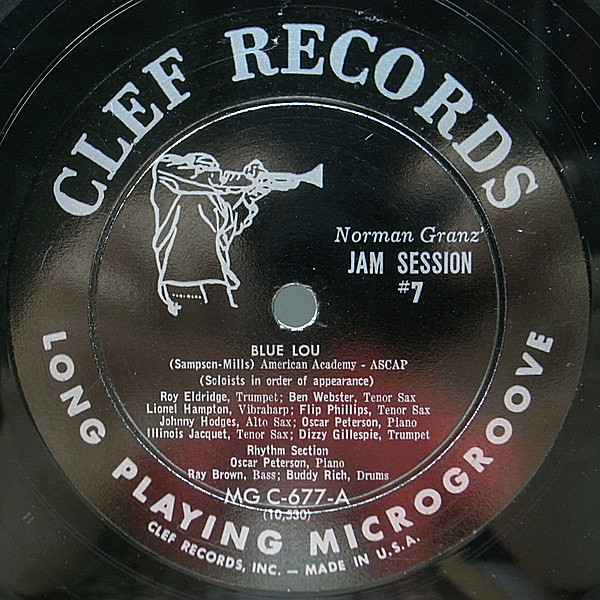 CLEF RECORDS
Norman Granz'
JAM SESSION
#7
BLUE LOU
(Sampson-Mills) American Academy - ASCAP
(Soloists in order of appearance)
Roy Eldridge, Trumpet; Ben Webster, Tenor Sax
Lionel Hampton, Vibraharp; Flip Phillips, Tenor Sax
Johnny Hodges, Alto Sax; Oscar Peterson, Piano
Illinois Jacquet, Tenor Sax; Dizzy Gillespie, Trumpet
Rhythm Section
Oscar Peterson, Piano
Ray Brown, Bass; Buddy Rich, Drums
MG C-677-A
(10,530)
LONG PLAYING MICROGROOVE
CLEF RECORDS, INC. — MADE IN U.S.A.